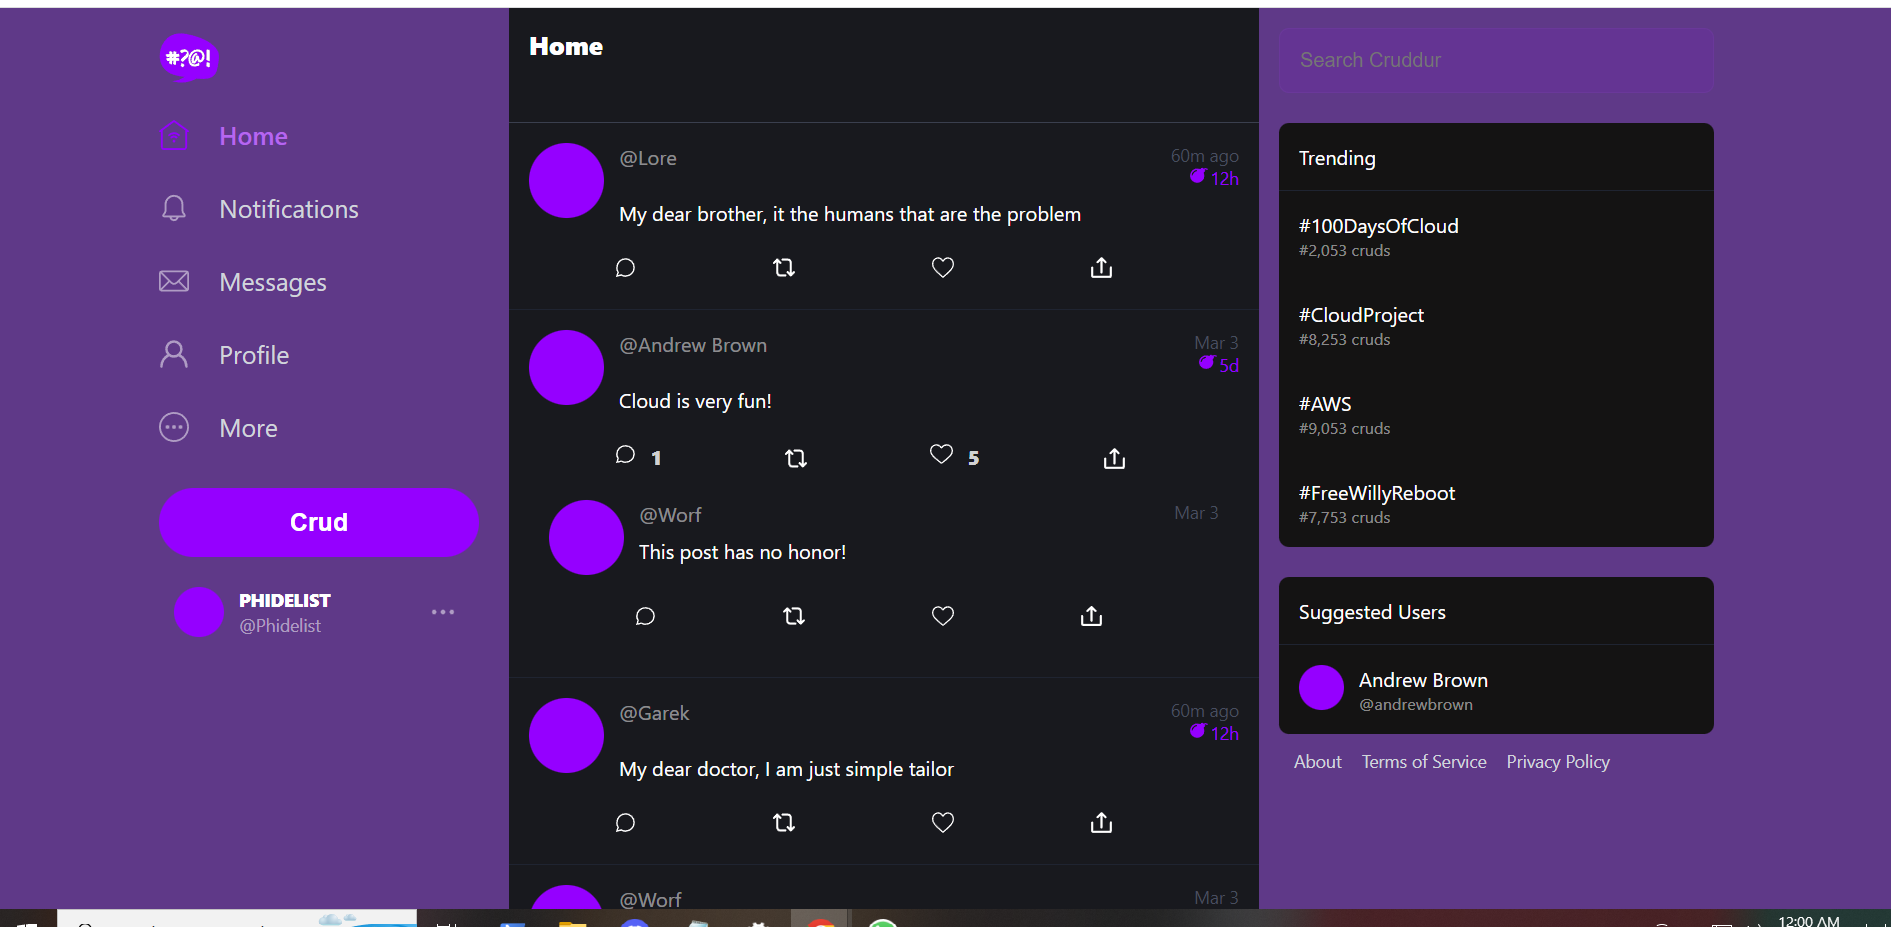 #?@!
Home
Notifications
Messages
Profile
More
Crud
PHIDELIST
@Phidelist
Home
@Lore
60m ago
12h
My dear brother, it the humans that are the problem
@Andrew Brown
Mar 3
5d
Cloud is very fun!
1
5
@Worf
Mar 3
This post has no honor!
@Garek
60m ago
12h
My dear doctor, I am just simple tailor
@Worf
Mar 3
Search Cruddur
Trending
#100DaysOfCloud
#2,053 cruds
#CloudProject
#8,253 cruds
#AWS
#9,053 cruds
#FreeWillyReboot
#7,753 cruds
Suggested Users
Andrew Brown
@andrewbrown
About Terms of Service Privacy Policy
12:00 AM